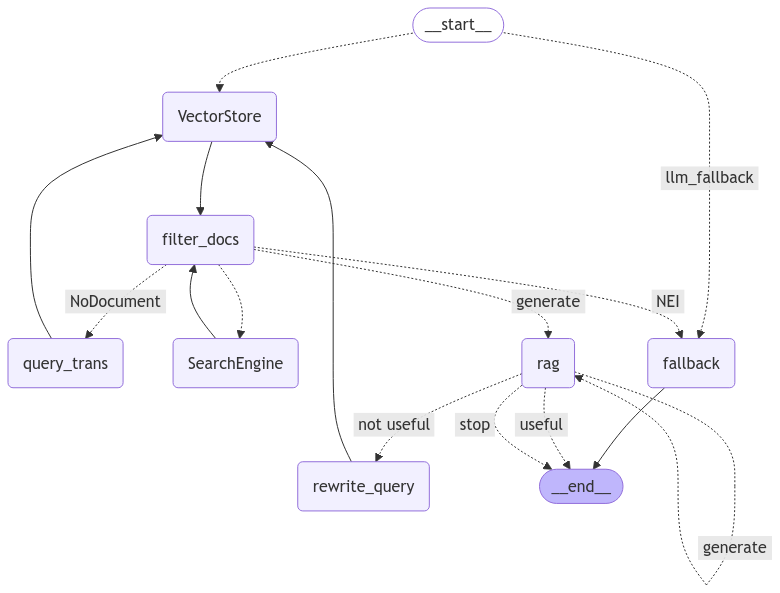 __start__
VectorStore
llm_fallback
filter_docs
NoDocument
generate
NEI
query_trans
SearchEngine
rag
fallback
not useful
stop
useful
rewrite_query
__end__
generate